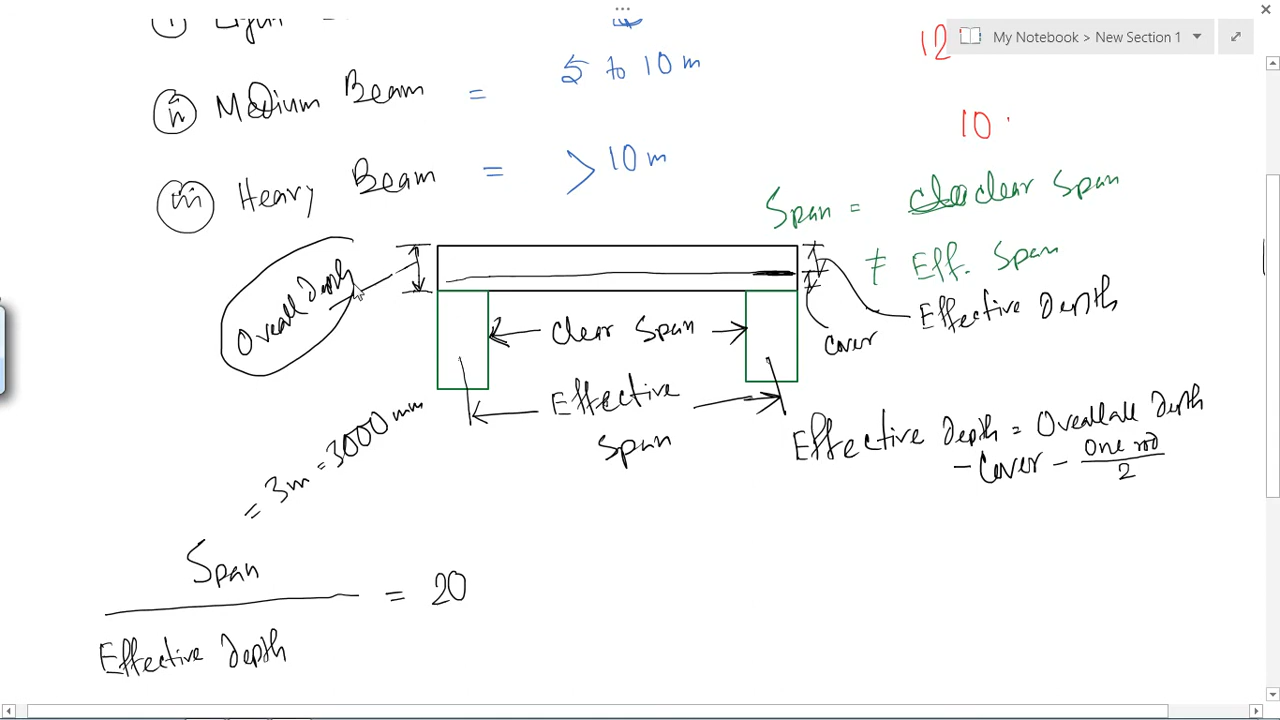 My Notebook > New Section 1
12
5 to 10 m
(ii) Medium Beam =
10
(iii) Heavy Beam = > 10 m
Span = clear Span
≠ Eff. Span
Overall Depth
Effective Depth
Clear Span
Cover
Effective
Span
Effective Depth = Overallall Depth
- Cover - One rod
2
= 3m = 3000 mm
Span
= 20
Effective Depth